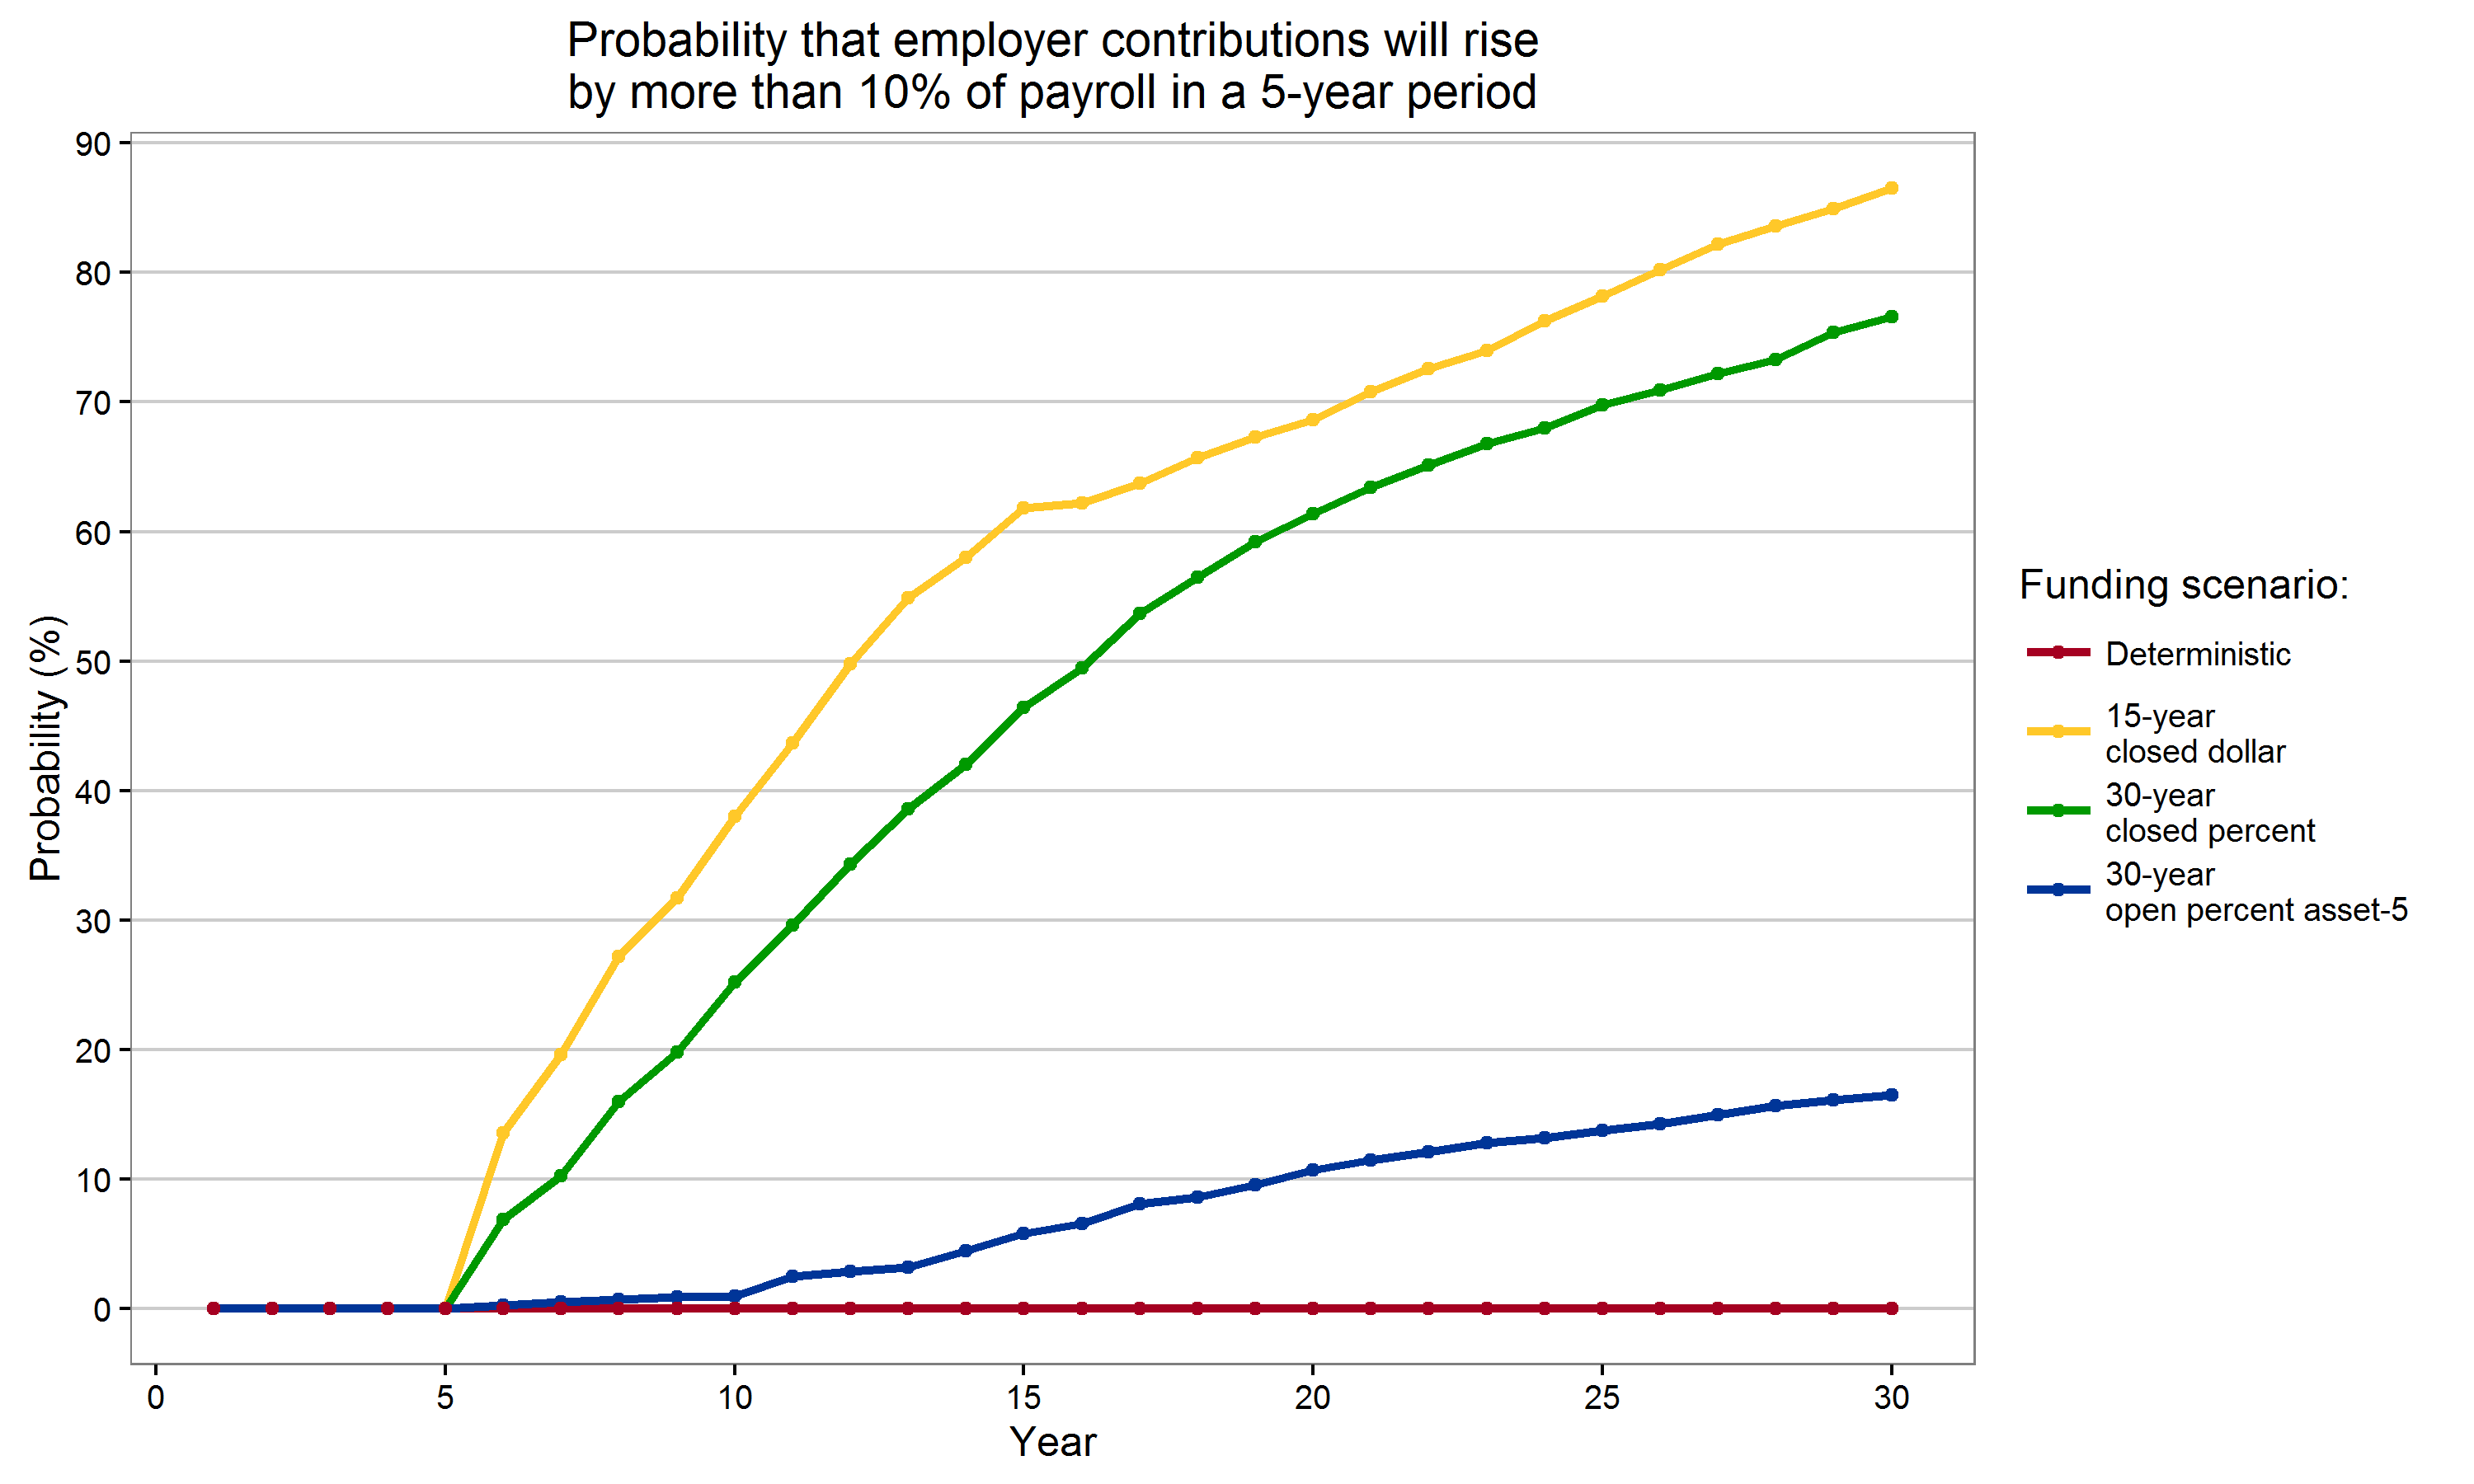 Probability that employer contributions will rise
by more than 10% of payroll in a 5-year period
Probability (%)
90
80
70
60
50
40
30
20
10
0
0
5
10
15
20
25
30
Year
Funding scenario:
Deterministic
15-year
closed dollar
30-year
closed percent
30-year
open percent asset-5